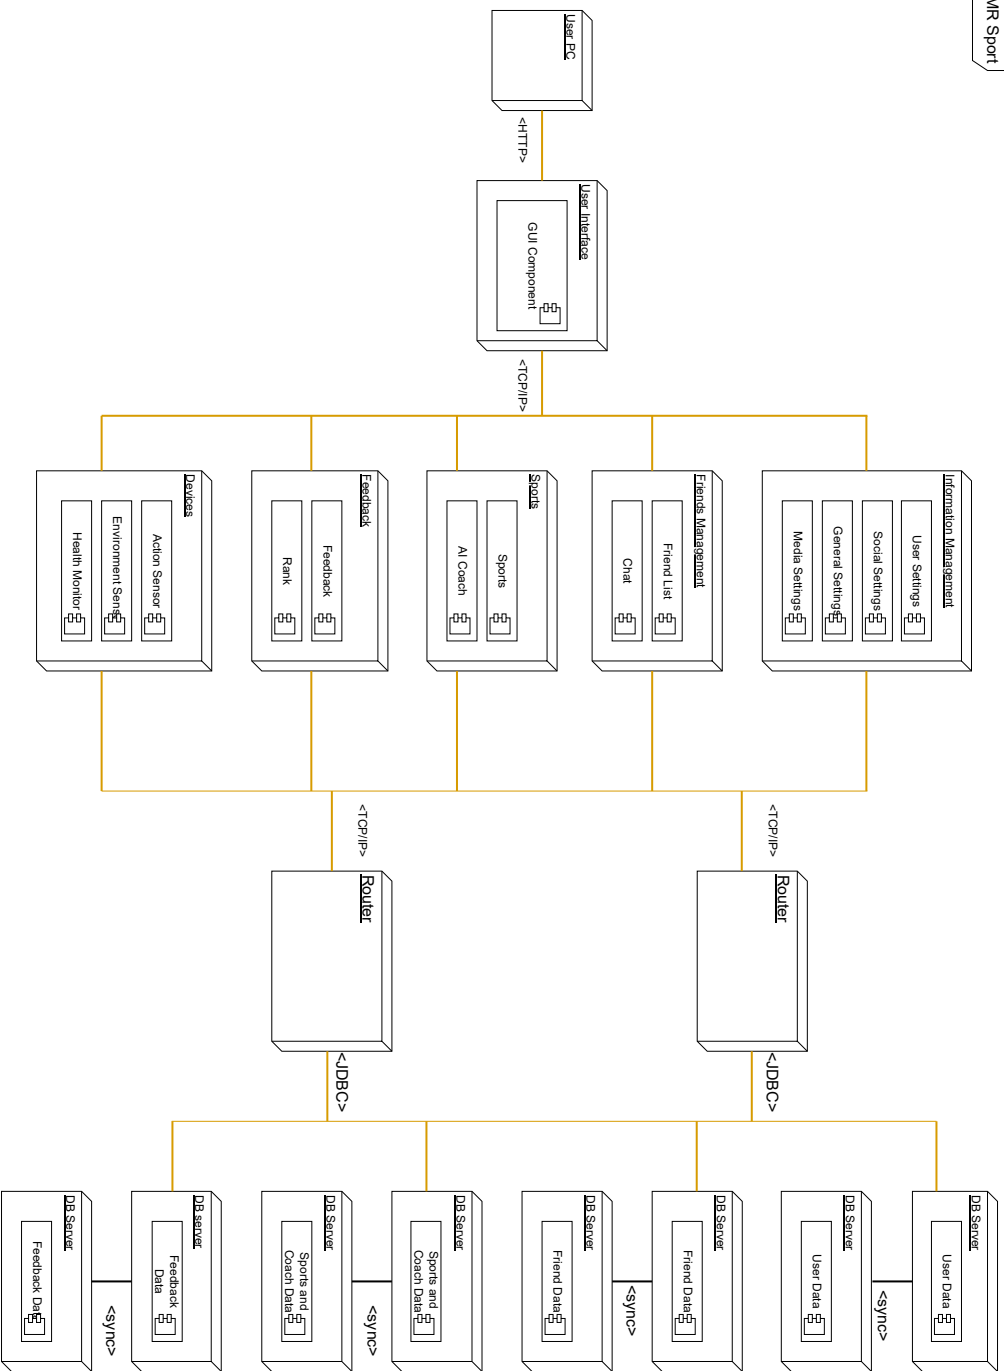 MR Sport
User PC
<HTTP>
User Interface
GUI Component
<TCP/IP>
Information Management
User Settings
Social Settings
General Settings
Media Settings
Friends Management
Friend List
Chat
Sports
Sports
AI Coach
Feedback
Feedback
Rank
Devices
Action Sensor
Environment Sens
Health Monitor
<TCP/IP>
<TCP/IP>
Router
Router
<JDBC>
<JDBC>
DB Server
User Data
<sync>
DB Server
User Data
DB Server
Friend Data
<sync>
DB Server
Friend Data
DB Server
Sports and
Coach Data
<sync>
DB Server
Sports and
Coach Data
DB server
Feedback
Data
<sync>
DB Server
Feedback Dat